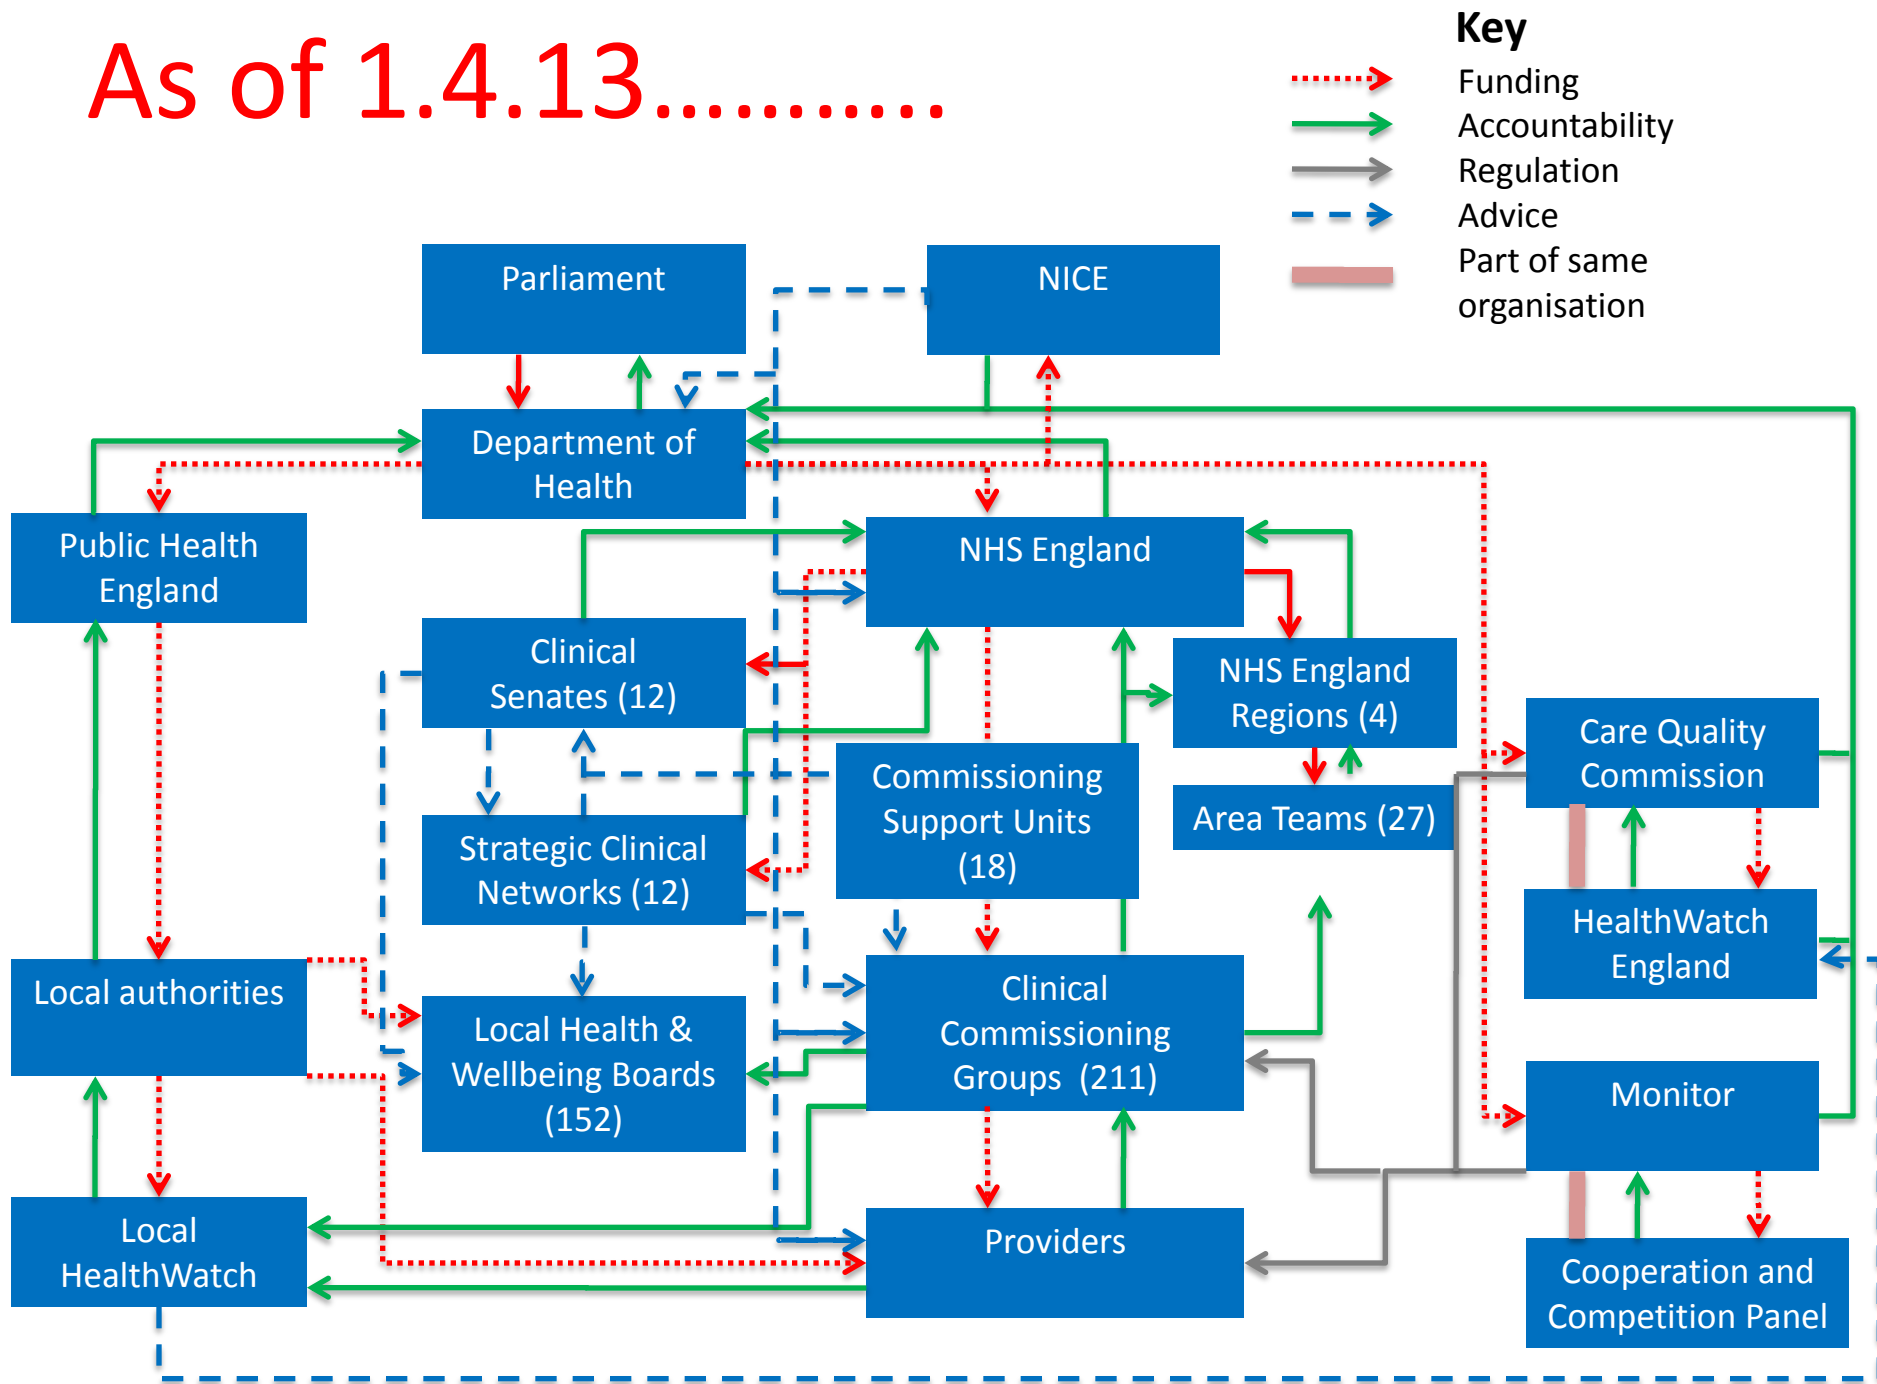 As of 1.4.13...........
Key
Funding
Accountability
Regulation
Advice
Part of same
organisation
Parliament
NICE
Department of
Health
Public Health
England
NHS England
Clinical
Senates (12)
NHS England
Regions (4)
Care Quality
Commission
Commissioning
Support Units
(18)
Area Teams (27)
Strategic Clinical
Networks (12)
HealthWatch
England
Local authorities
Clinical
Commissioning
Groups  (211)
Local Health &
Wellbeing Boards
(152)
Monitor
Local
HealthWatch
Providers
Cooperation and
Competition Panel